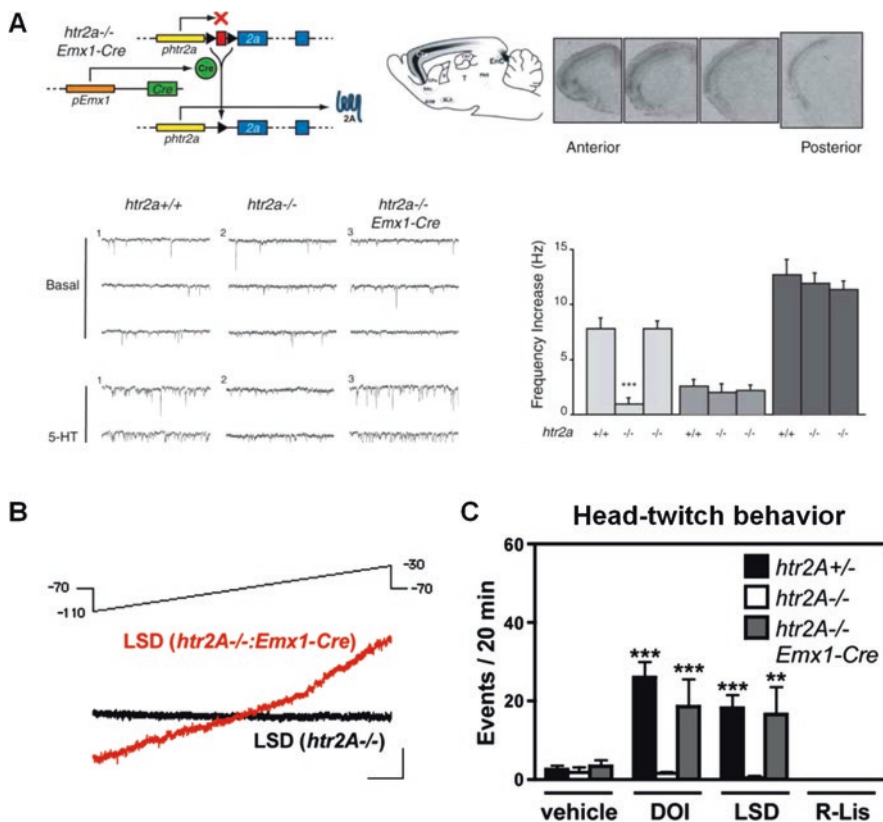 A
htr2a-/-
Emx1-Cre
phtr2a
2a
Cre
pEmx1
Cre
2A
phtr2a
2a
T
EnC
Anterior
Posterior
htr2a+/+
htr2a-/-
htr2a-/-
Emx1-Cre
1
2
3
Basal
1
2
3
5-HT
Frequency Increase (Hz)
15
10
5
0
***
htr2a
+/+
-/-
-/-
+/+
-/-
-/-
+/+
-/-
-/-
B
-70
-110
-30
-70
LSD (htr2A-/-:Emx1-Cre)
LSD (htr2A-/-)
C
Head-twitch behavior
Events / 20 min
60
40
20
0
htr2A+/-
htr2A-/-
htr2A-/-
Emx1-Cre
***
***
***
**
vehicle
DOI
LSD
R-Lis